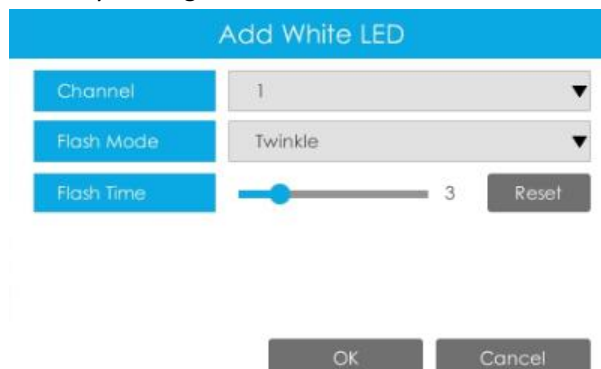 Add White LED
Channel 1
Flash Mode Twinkle
Flash Time 3 Reset
OK Cancel